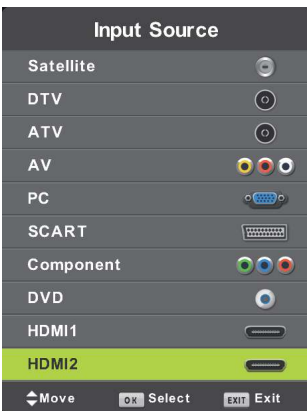 Input Source
Satellite
DTV
ATV
AV
PC
SCART
Component
DVD
HDMI1
HDMI2
Move OK Select EXIT Exit